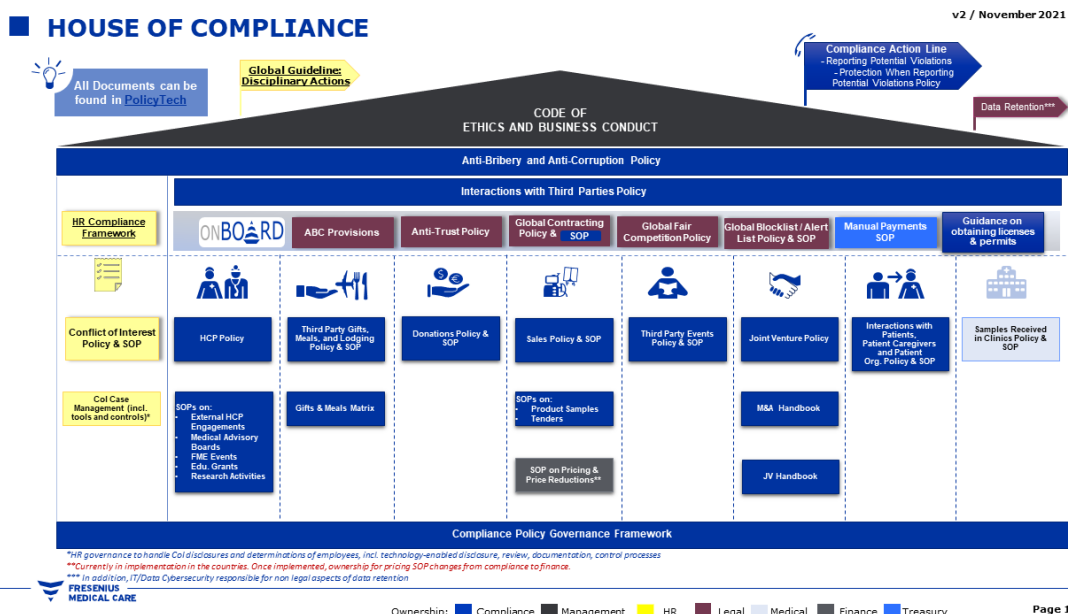 v2 / November 2021
HOUSE OF COMPLIANCE
All Documents can be
found in PolicyTech
Global Guideline:
Disciplinary Actions
Compliance Action Line
- Reporting Potential Violations
- Protection When Reporting
Potential Violations Policy
Data Retention***
CODE OF
ETHICS AND BUSINESS CONDUCT
Anti-Bribery and Anti-Corruption Policy
Interactions with Third Parties Policy
HR Compliance
Framework
ONBOARD
ABC Provisions
Anti-Trust Policy
Global Contracting
Policy & SOP
Global Fair
Competition Policy
Global Blocklist / Alert
List Policy & SOP
Manual Payments
SOP
Guidance on
obtaining licenses
& permits
Conflict of Interest
Policy & SOP
HCP Policy
Third Party Gifts,
Meals, and Lodging
Policy & SOP
Donations Policy &
SOP
Sales Policy & SOP
Third Party Events
Policy & SOP
Joint Venture Policy
Interactions with
Patients,
Patient Caregivers
and Patient
Org. Policy & SOP
Samples Received
in Clinics Policy &
SOP
CoI Case
Management (incl.
tools and controls)*
SOPs on:
• External HCP
Engagements
• Medical Advisory
Boards
• FME Events
• Edu. Grants
• Research Activities
Gifts & Meals Matrix
SOPs on:
• Product Samples
• Tenders
M&A Handbook
SOP on Pricing &
Price Reductions**
JV Handbook
Compliance Policy Governance Framework
*HR governance to handle CoI disclosures and determinations of employees, incl. technology-enabled disclosure, review, documentation, control processes
**Currently in implementation in the countries. Once implemented, ownership for pricing SOP changes from compliance to finance.
*** In addition, IT/Data Cybersecurity responsible for non legal aspects of data retention
FRESENIUS
MEDICAL CARE
Ownership: Compliance Management HR Legal Medical Finance Treasury
Page 1